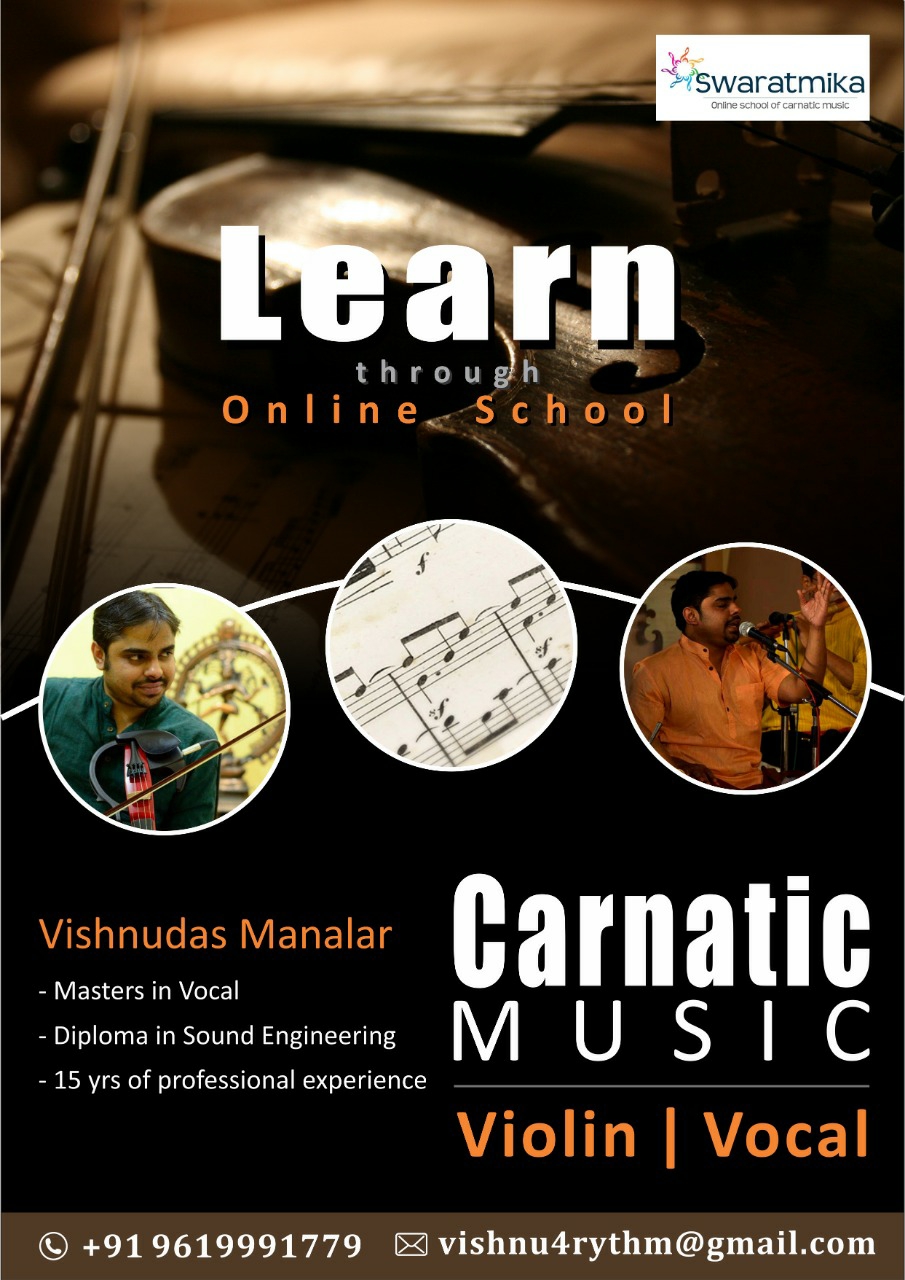 Swaratmika
Online school of carnatic music
Learn
through
Online School
Vishnudas Manalar
- Masters in Vocal
- Diploma in Sound Engineering
- 15 yrs of professional experience
Carnatic
MUSIC
Violin | Vocal
+91 9619991779
vishnu4rythm@gmail.com